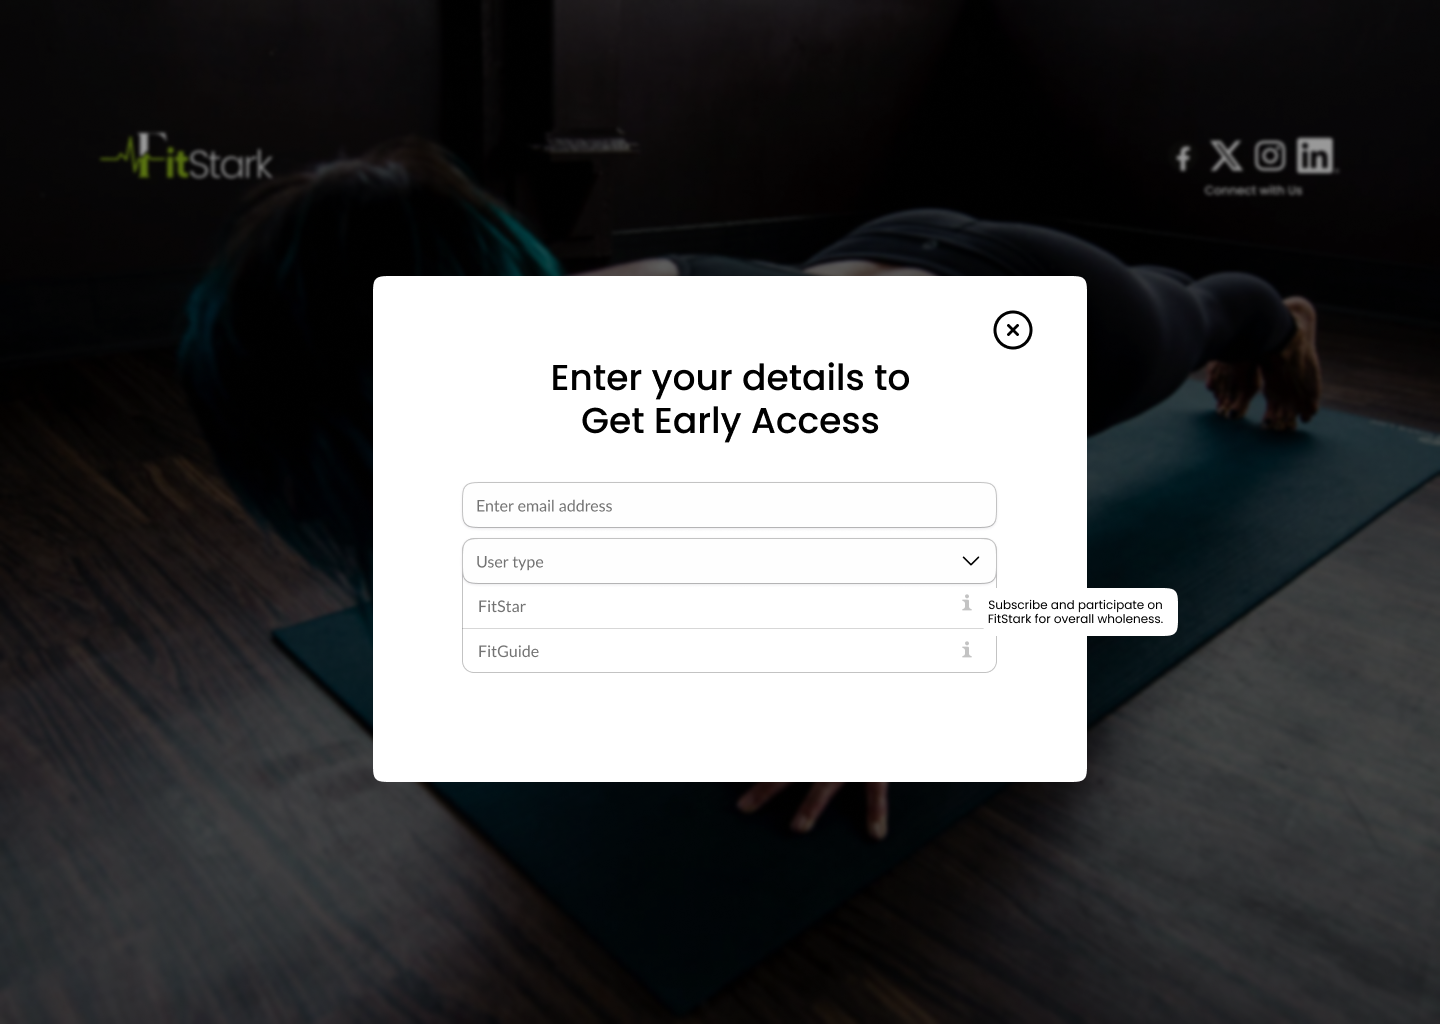 FitStark
Connect with Us
Enter your details to
Get Early Access
Enter email address
User type
FitStar
Subscribe and participate on
FitStark for overall wholeness.
FitGuide